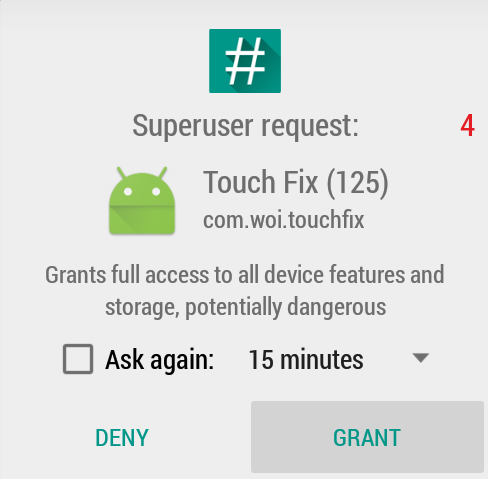 #
Superuser request:
4
Touch Fix (125)
com.woi.touchfix
Grants full access to all device features and
storage, potentially dangerous
Ask again: 15 minutes
DENY GRANT